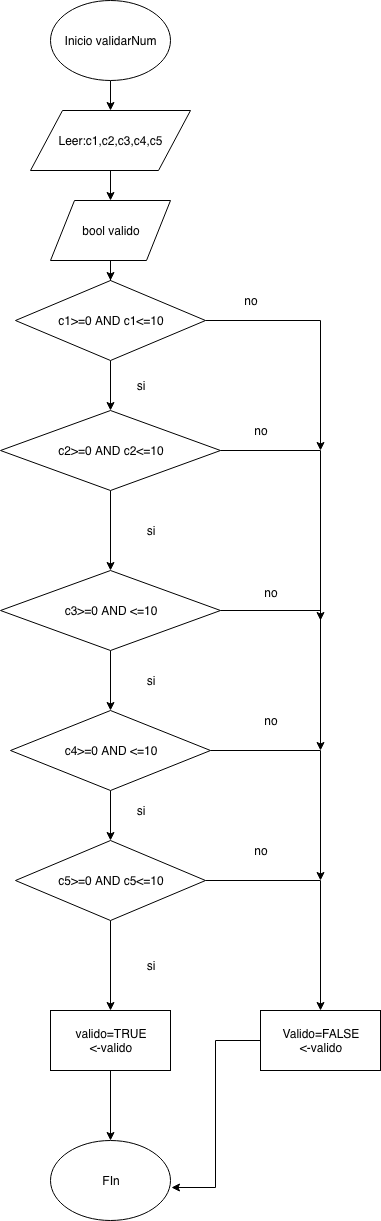 Inicio validarNum
Leer:c1,c2,c3,c4,c5
bool valido
no
c1>=0 AND c1<=10
si
no
c2>=0 AND c2<=10
si
no
c3>=0 AND <=10
si
no
c4>=0 AND <=10
si
no
c5>=0 AND c5<=10
si
valido=TRUE
<-valido
Valido=FALSE
<-valido
FIn